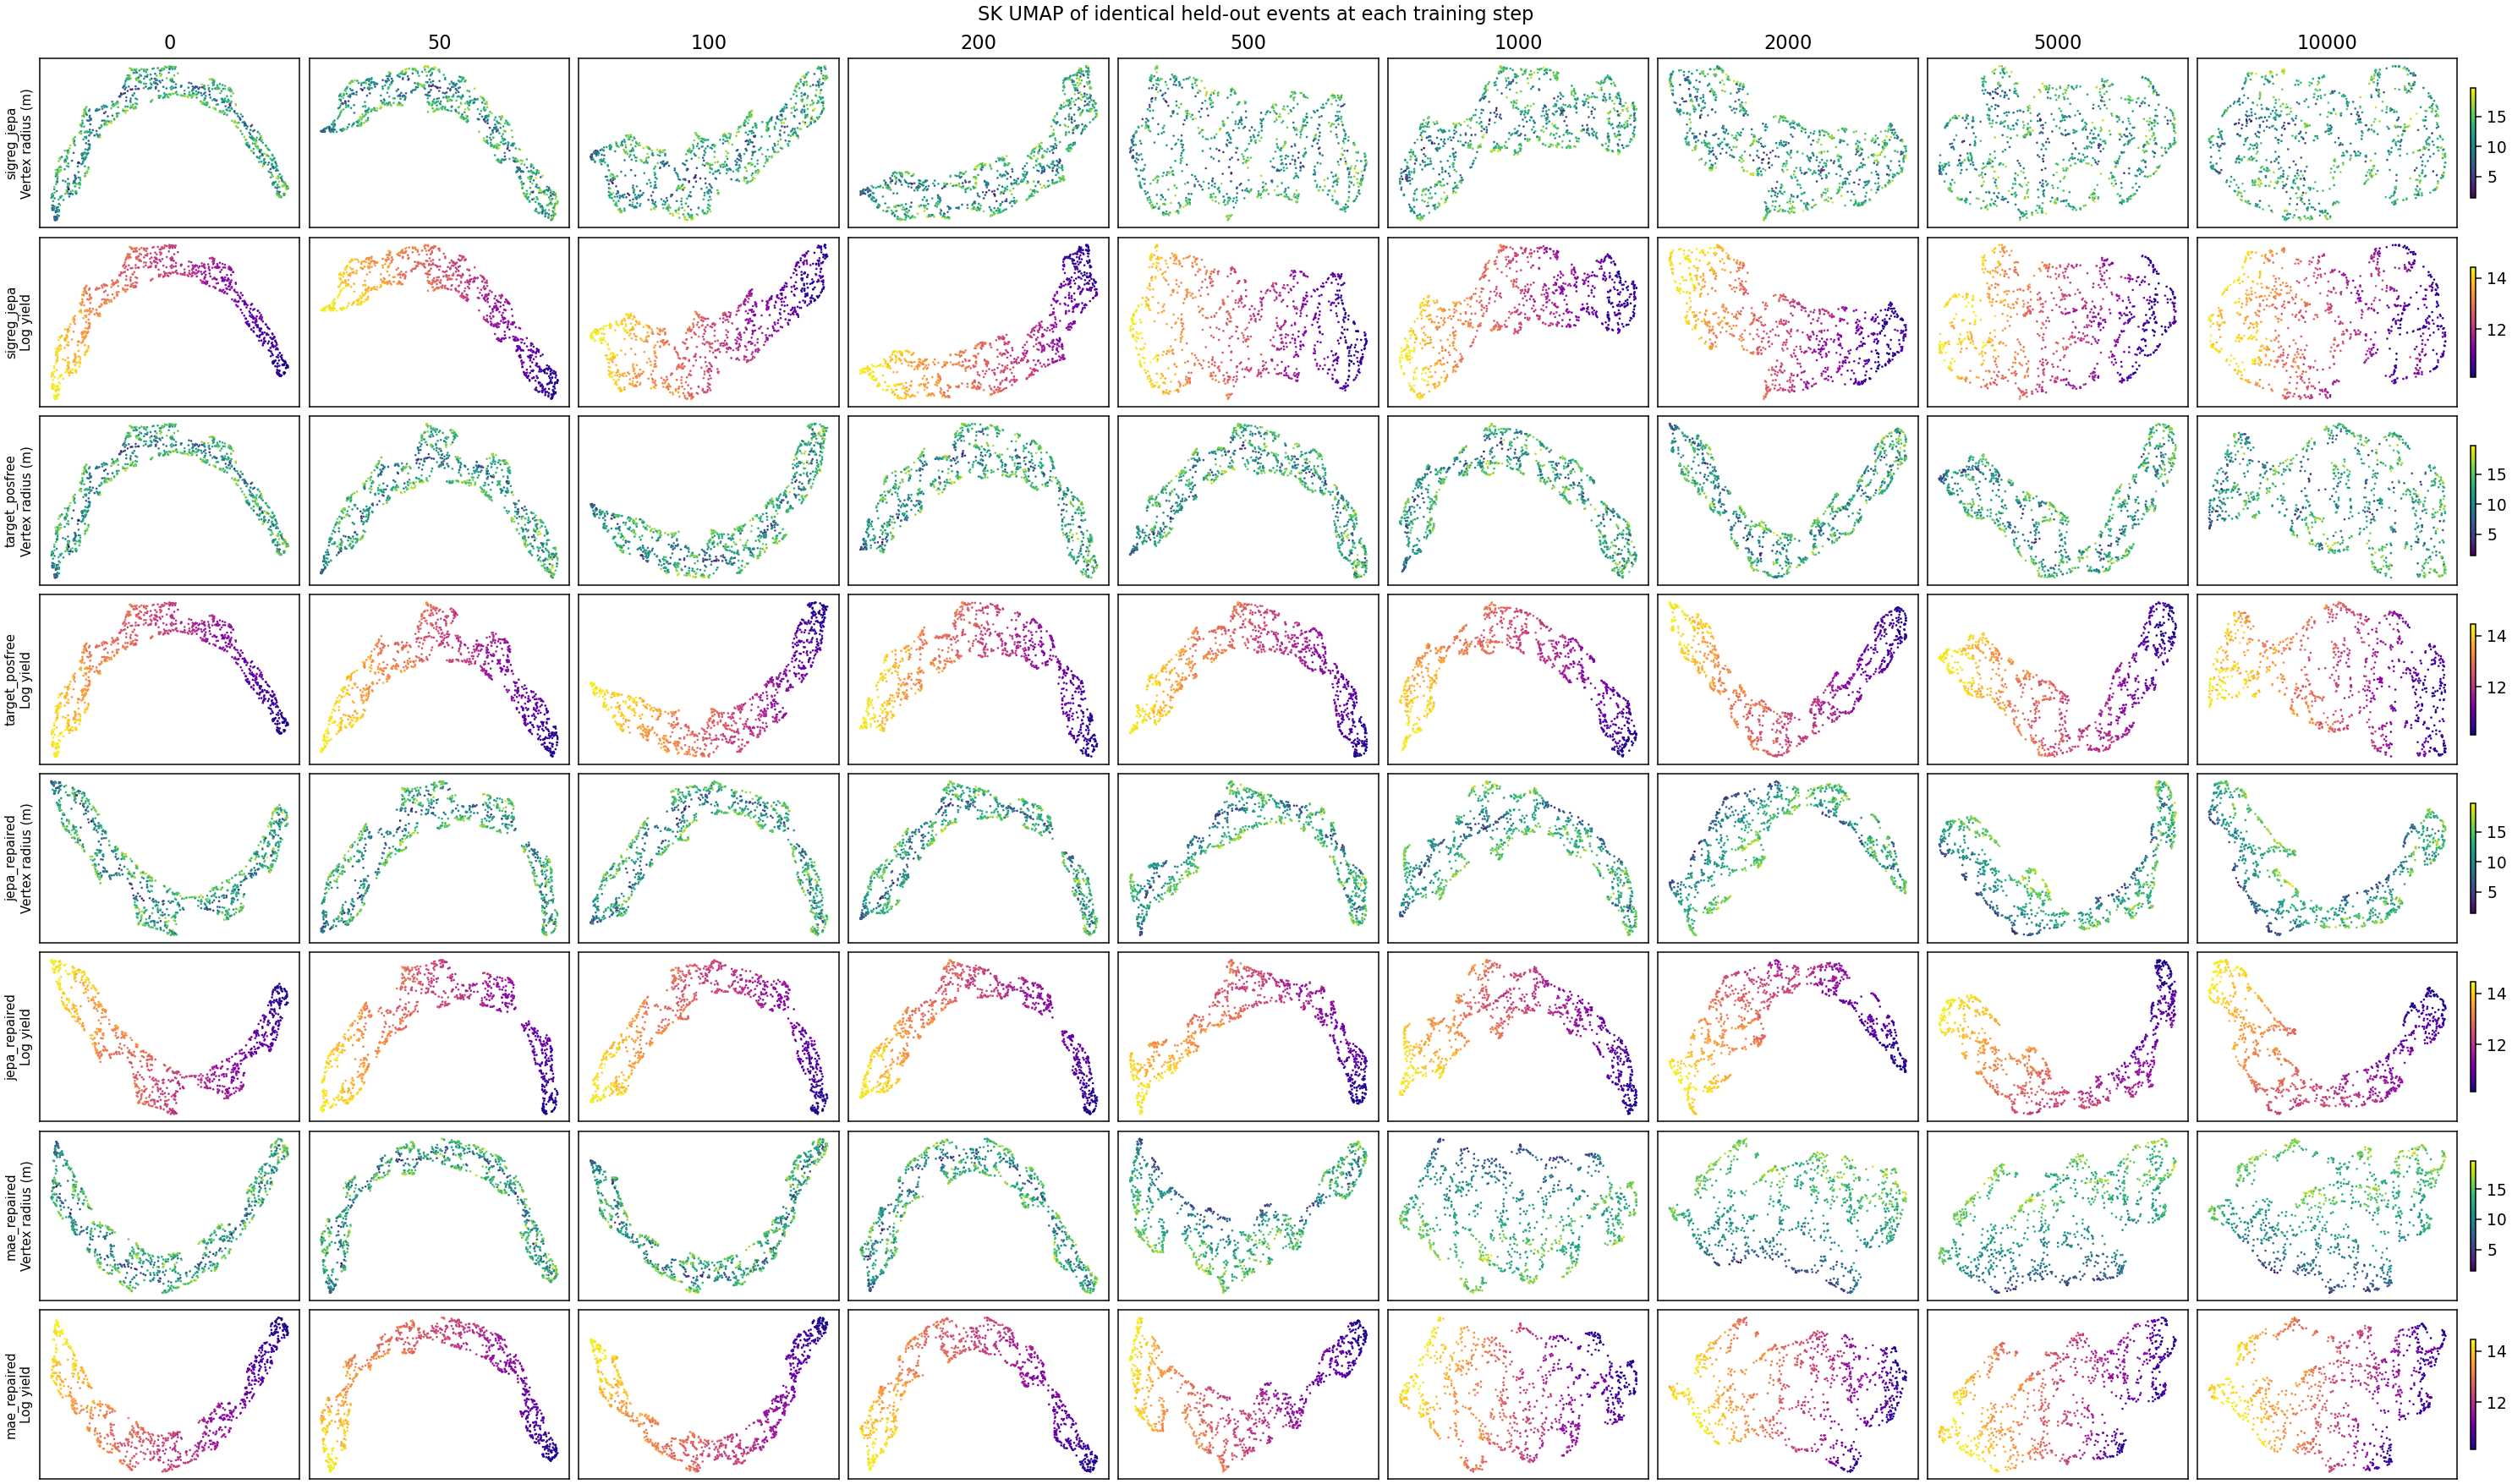 SK UMAP of identical held-out events at each training step
0 50 100 200 500 1000 2000 5000 10000
sigreg_jepa
Vertex radius (m)
15
10
5
sigreg_jepa
Log yield
14
12
target_posfree
Vertex radius (m)
15
10
5
target_posfree
Log yield
14
12
jepa_repaired
Vertex radius (m)
15
10
5
jepa_repaired
Log yield
14
12
mae_repaired
Vertex radius (m)
15
10
5
mae_repaired
Log yield
14
12